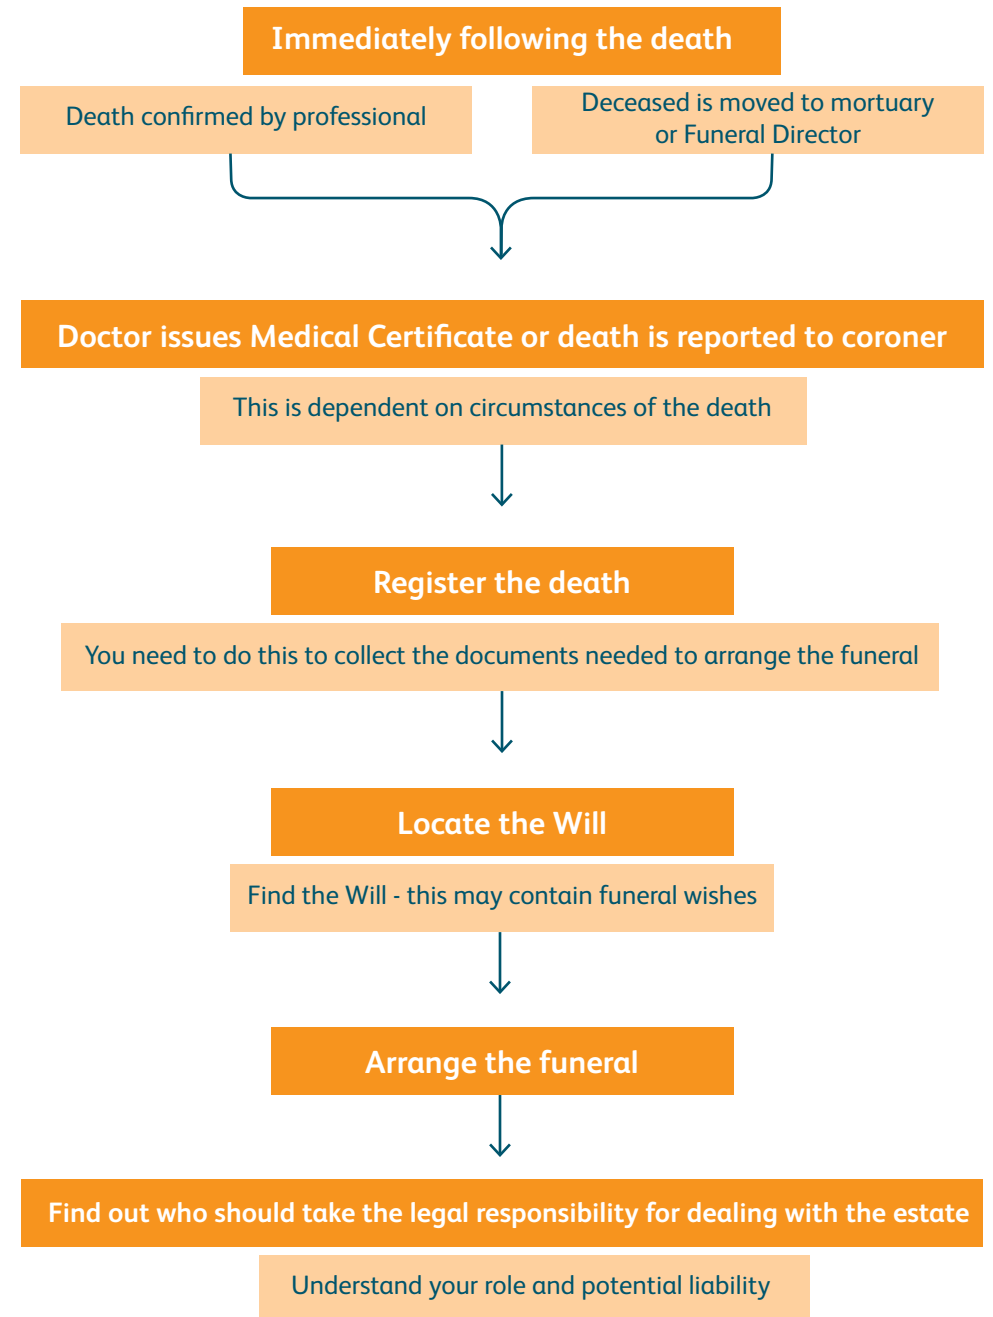 Immediately following the death
Death confirmed by professional
Deceased is moved to mortuary
or Funeral Director
Doctor issues Medical Certificate or death is reported to coroner
This is dependent on circumstances of the death
Register the death
You need to do this to collect the documents needed to arrange the funeral
Locate the Will
Find the Will - this may contain funeral wishes
Arrange the funeral
Find out who should take the legal responsibility for dealing with the estate
Understand your role and potential liability